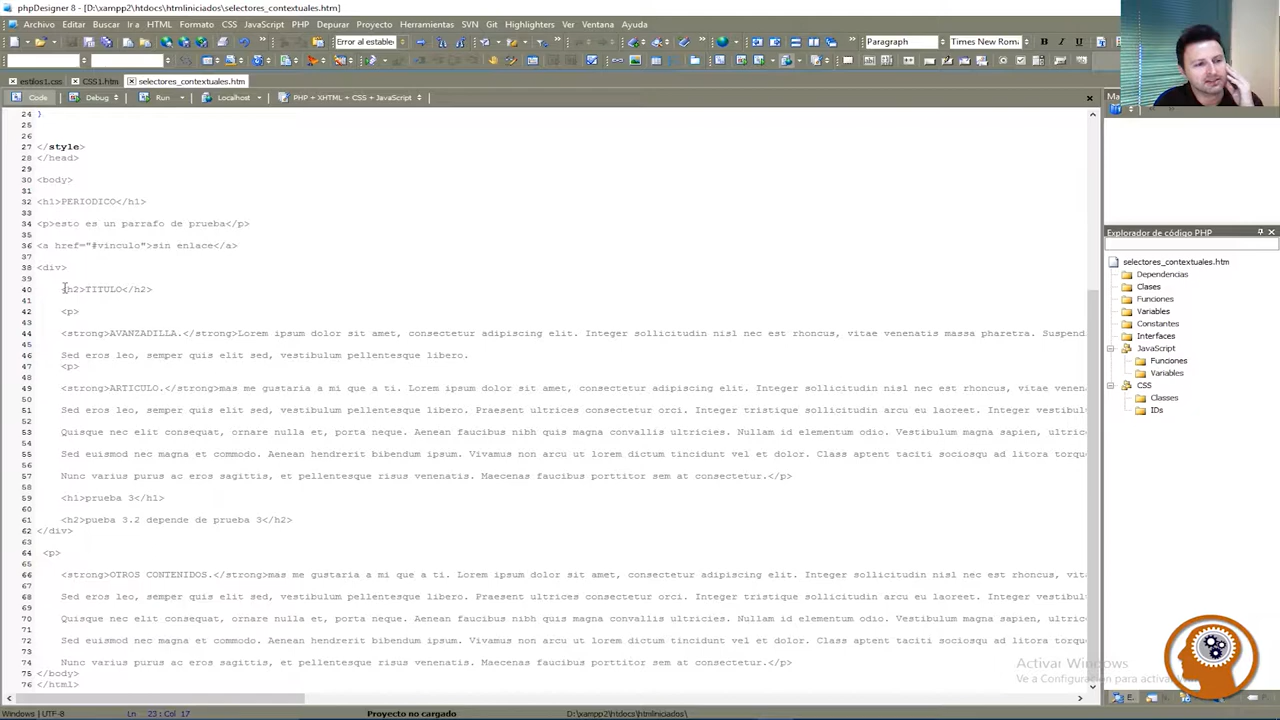 phpDesigner 8 - [D:\xampp2\htdocs\htmliniciados\selectores_contextuales.htm]
Archivo Editar Buscar Ir a HTML Formato CSS JavaScript PHP Depurar Proyecto Herramientas SVN Git Highlighters Ver Ventana Ayuda
Error al estable
Paragraph
Times New Roma
B I U
estilos1.css CSS1.htm selectores_contextuales.htm
Code Debug Run Localhost PHP + XHTML + CSS + JavaScript
24 }
25
26
27 </style>
28 </head>
29
30 <body>
31
32 <h1>PERIODICO</h1>
33
34 <p>esto es un parrafo de prueba</p>
35
36 <a href="#vinculo">sin enlace</a>
37
38 <div>
39
40 <h2>TITULO</h2>
41
42 <p>
43
44 <strong>AVANZADILLA.</strong>Lorem ipsum dolor sit amet, consectetur adipiscing elit. Integer sollicitudin nisl nec est rhoncus, vitae venenatis massa pharetra. Suspendi
45
46 Sed eros leo, semper quis elit sed, vestibulum pellentesque libero.
47 <p>
48
49 <strong>ARTICULO.</strong>mas me gustaria a mi que a ti. Lorem ipsum dolor sit amet, consectetur adipiscing elit. Integer sollicitudin nisl nec est rhoncus, vitae vene
50
51 Sed eros leo, semper quis elit sed, vestibulum pellentesque libero. Praesent ultrices consectetur orci. Integer tristique sollicitudin arcu eu laoreet. Integer vestibul
52
53 Quisque nec elit consequat, ornare nulla et, porta neque. Aenean faucibus nibh quis magna convallis ultricies. Nullam id elementum odio. Vestibulum magna sapien, ultric
54
55 Sed euismod nec magna et commodo. Aenean hendrerit bibendum ipsum. Vivamus non arcu ut lorem dictum tincidunt vel et dolor. Class aptent taciti sociosqu ad litora torqu
56
57 Nunc varius purus ac eros sagittis, et pellentesque risus venenatis. Maecenas faucibus porttitor sem at consectetur.</p>
58
59 <h1>prueba 3</h1>
60
61 <h2>pueba 3.2 depende de prueba 3</h2>
62 </div>
63
64 <p>
65
66 <strong>OTROS CONTENIDOS.</strong>mas me gustaria a mi que a ti. Lorem ipsum dolor sit amet, consectetur adipiscing elit. Integer sollicitudin nisl nec est rhoncus, vit
67
68 Sed eros leo, semper quis elit sed, vestibulum pellentesque libero. Praesent ultrices consectetur orci. Integer tristique sollicitudin arcu eu laoreet. Integer vestibul
69
70 Quisque nec elit consequat, ornare nulla et, porta neque. Aenean faucibus nibh quis magna convallis ultricies. Nullam id elementum odio. Vestibulum magna sapien, ultric
71
72 Sed euismod nec magna et commodo. Aenean hendrerit bibendum ipsum. Vivamus non arcu ut lorem dictum tincidunt vel et dolor. Class aptent taciti sociosqu ad litora torqu
73
74 Nunc varius purus ac eros sagittis, et pellentesque risus venenatis. Maecenas faucibus porttitor sem at consectetur.</p>
75 </body>
76 </html>
Ma
Explorador de código PHP
selectores_contextuales.htm
Dependencias
Clases
Funciones
Variables
Constantes
Interfaces
JavaScript
Funciones
Variables
CSS
Classes
IDs
Activar Windows
Ve a Configuración para activar
Windows | UTF-8 Ln 23 : Col 17 Proyecto no cargado D:\xampp2\htdocs\htmliniciados\